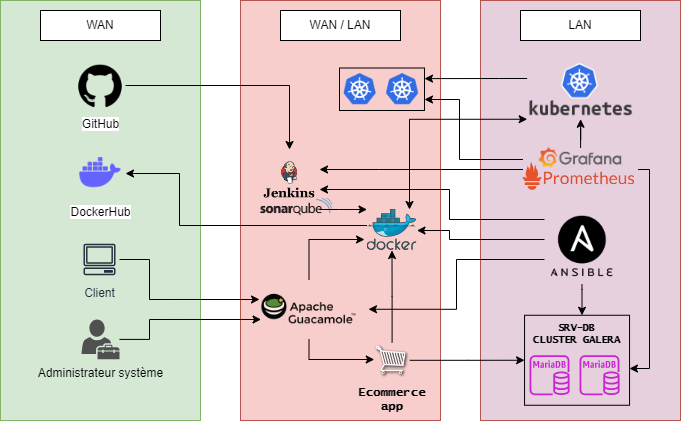 WAN
WAN / LAN
LAN
GitHub
kubernetes
Grafana
Prometheus
Jenkins
sonarqube
DockerHub
docker
ANSIBLE
Client
Apache
Guacamole™
SRV-DB
CLUSTER GALERA
MariaDB
MariaDB
Administrateur système
Ecommerce
app